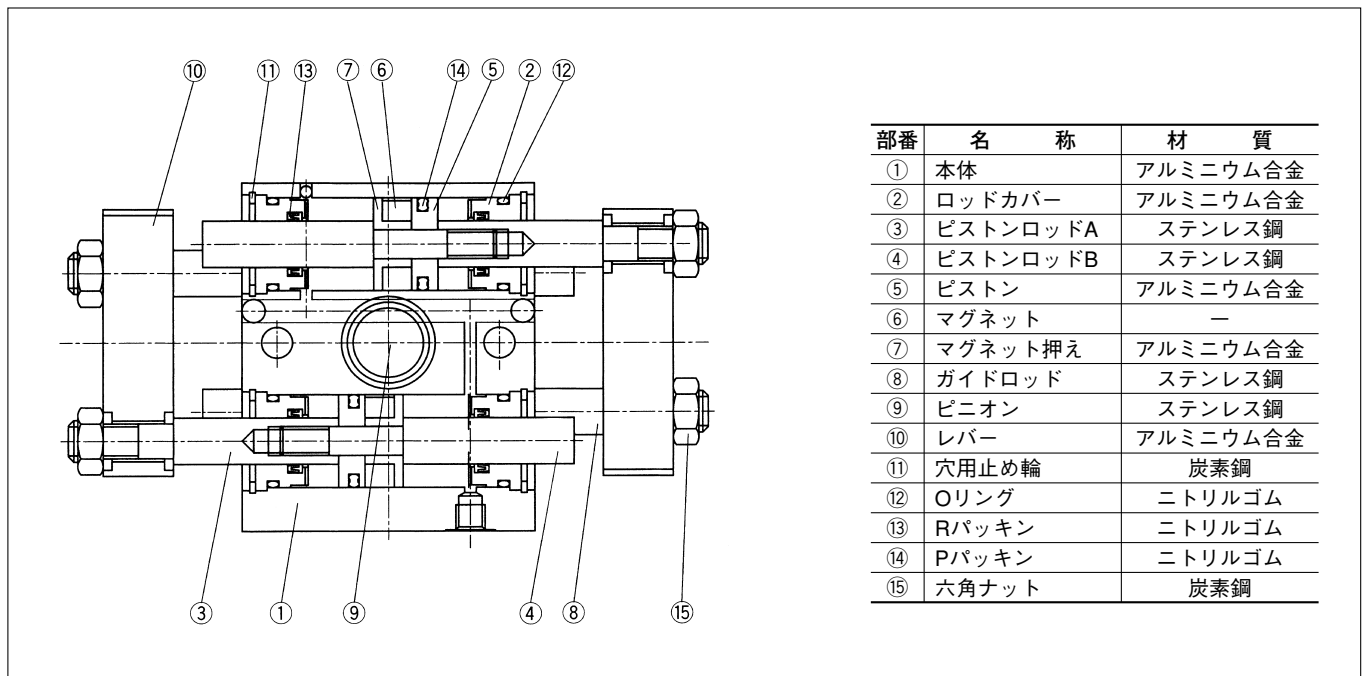 ⑩ ⑪ ⑬ ⑦ ⑥ ⑭ ⑤ ② ⑫
③ ① ⑨ ④ ⑧ ⑮
部番 名称 材質
① 本体 アルミニウム合金
② ロッドカバー アルミニウム合金
③ ピストンロッドA ステンレス鋼
④ ピストンロッドB ステンレス鋼
⑤ ピストン アルミニウム合金
⑥ マグネット ー
⑦ マグネット押え アルミニウム合金
⑧ ガイドロッド ステンレス鋼
⑨ ピニオン ステンレス鋼
⑩ レバー アルミニウム合金
⑪ 穴用止め輪 炭素鋼
⑫ Oリング ニトリルゴム
⑬ Rパッキン ニトリルゴム
⑭ Pパッキン ニトリルゴム
⑮ 六角ナット 炭素鋼